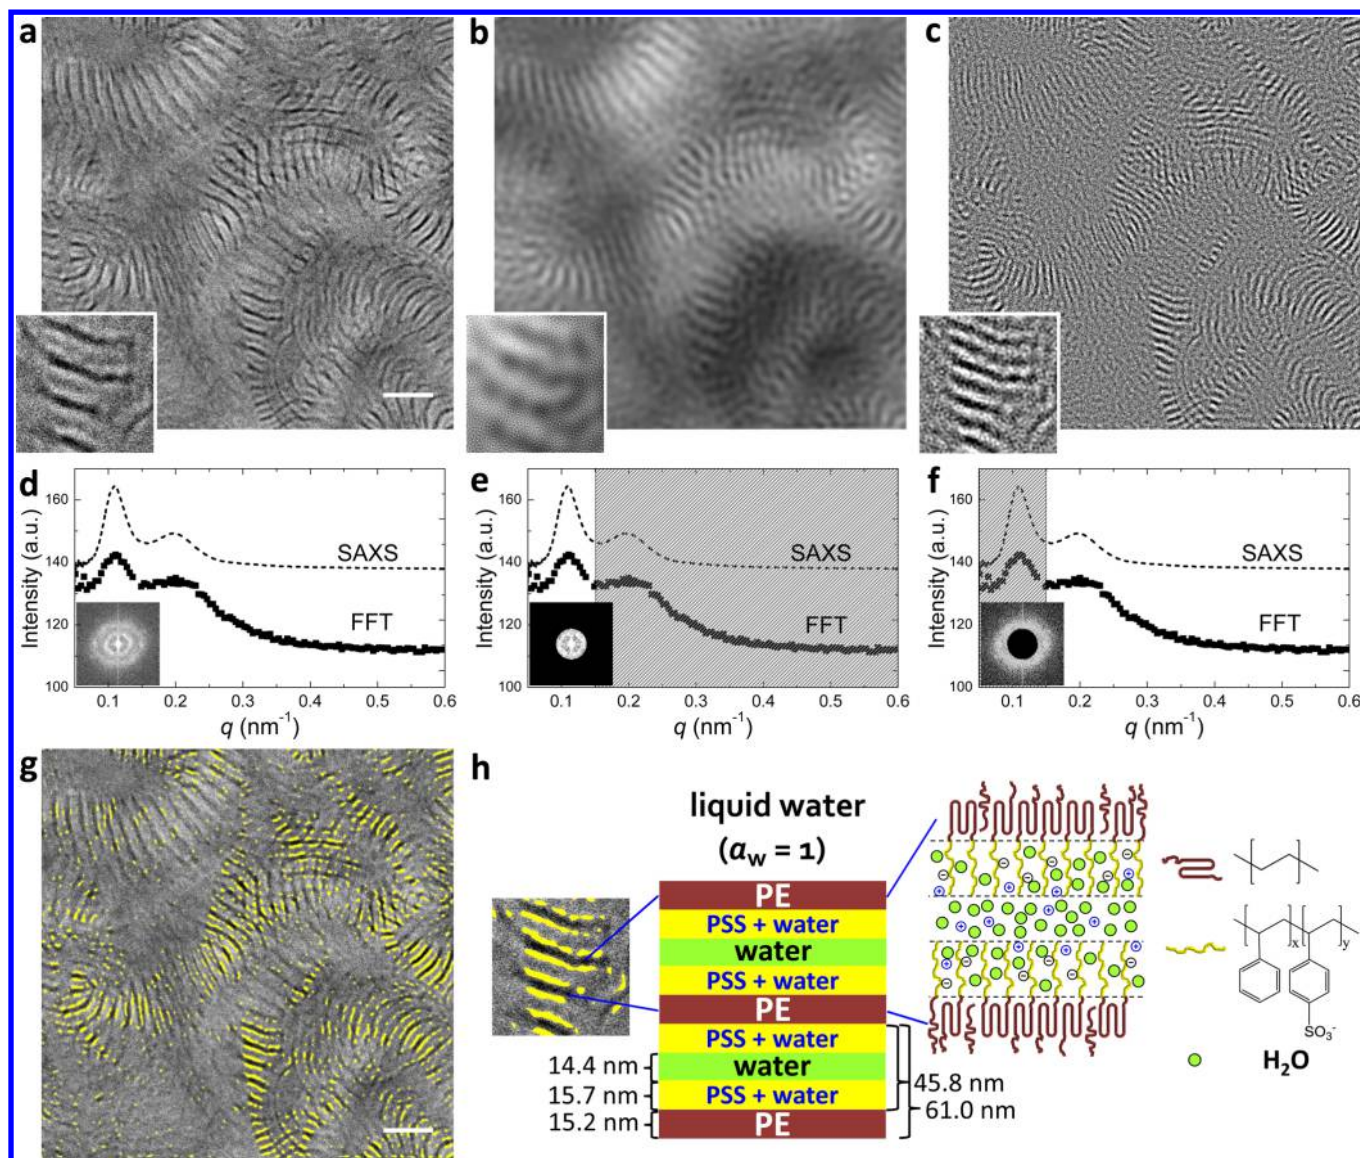 a
b
c
d
160
140
120
100
Intensity (a.u.)
SAXS
FFT
0.1 0.2 0.3 0.4 0.5 0.6
q (nm⁻¹)
e
160
140
120
100
Intensity (a.u.)
SAXS
FFT
0.1 0.2 0.3 0.4 0.5 0.6
q (nm⁻¹)
f
160
140
120
100
Intensity (a.u.)
SAXS
FFT
0.1 0.2 0.3 0.4 0.5 0.6
q (nm⁻¹)
g
h
liquid water
(a_w = 1)
PE
PSS + water
water
PSS + water
PE
PSS + water
water
PSS + water
PE
14.4 nm
15.7 nm
15.2 nm
45.8 nm
61.0 nm
x
y
SO₃⁻
H₂O